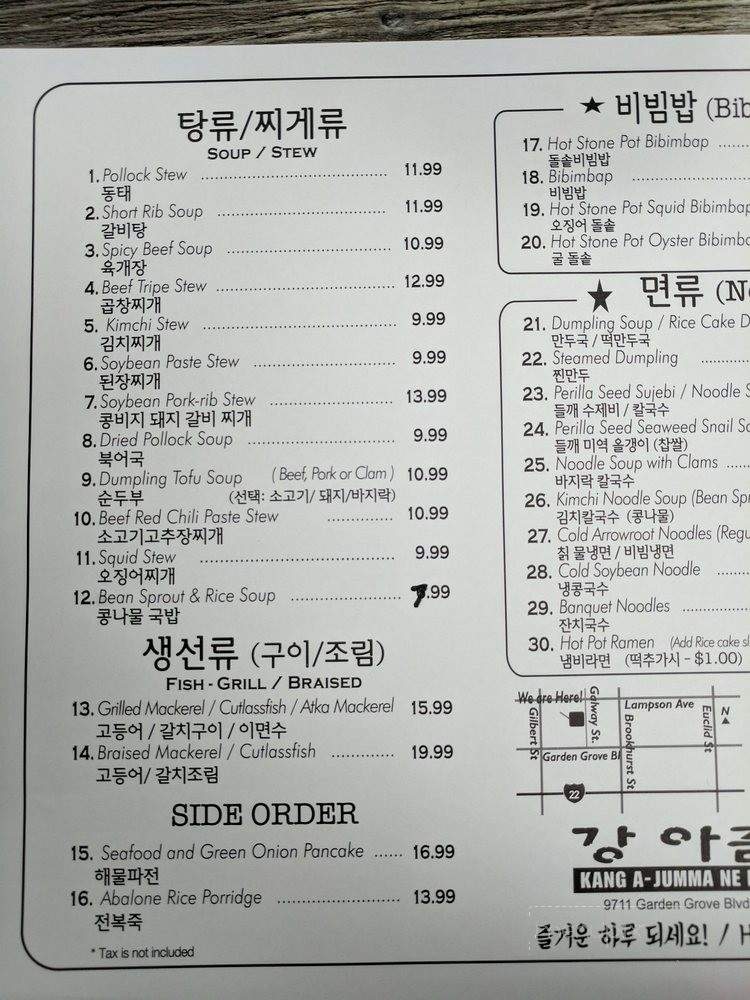 탕류/찌게류
SOUP / STEW
1. Pollock Stew 11.99
동태
2. Short Rib Soup 11.99
갈비탕
3. Spicy Beef Soup 10.99
육개장
4. Beef Tripe Stew 12.99
곱창찌개
5. Kimchi Stew 9.99
김치찌개
6. Soybean Paste Stew 9.99
된장찌개
7. Soybean Pork-rib Stew 13.99
콩비지 돼지 갈비 찌개
8. Dried Pollock Soup 9.99
북어국
9. Dumpling Tofu Soup (Beef, Pork or Clam) 10.99
순두부 (선택: 소고기/ 돼지/바지락)
10. Beef Red Chili Paste Stew 10.99
소고기고추장찌개
11. Squid Stew 9.99
오징어찌개
12. Bean Sprout & Rice Soup 7.99
콩나물 국밥
생선류 (구이/조림)
FISH - GRILL / BRAISED
13. Grilled Mackerel / Cutlassfish / Atka Mackerel 15.99
고등어 / 갈치구이 / 이면수
14. Braised Mackerel / Cutlassfish 19.99
고등어/ 갈치조림
SIDE ORDER
15. Seafood and Green Onion Pancake 16.99
해물파전
16. Abalone Rice Porridge 13.99
전복죽
* Tax is not included
★ 비빔밥 (Bib
17. Hot Stone Pot Bibimbap
돌솥비빔밥
18. Bibimbap
비빔밥
19. Hot Stone Pot Squid Bibimbap
오징어 돌솥
20. Hot Stone Pot Oyster Bibimba
굴 돌솥
★ 면류 (No
21. Dumpling Soup / Rice Cake D
만두국 / 떡만두국
22. Steamed Dumpling
찐만두
23. Perilla Seed Sujebi / Noodle S
들깨 수제비 / 칼국수
24. Perilla Seed Seaweed Snail So
들깨 미역 올갱이 (찹쌀)
25. Noodle Soup with Clams
바지락 칼국수
26. Kimchi Noodle Soup (Bean Spr
김치칼국수 (콩나물)
27. Cold Arrowroot Noodles (Regu
칡 물냉면 / 비빔냉면
28. Cold Soybean Noodle
냉콩국수
29. Banquet Noodles
잔치국수
30. Hot Pot Ramen (Add Rice cake sl
냄비라면 (떡추가시 - $1.00)
We are Here!
Gilbert St
Galway St.
Lampson Ave
Brookhurst St
Euclid St
N
Garden Grove Bl
22
강 아줌
KANG A-JUMMA NE
9711 Garden Grove Blvd
즐거운 하루 되세요! / H